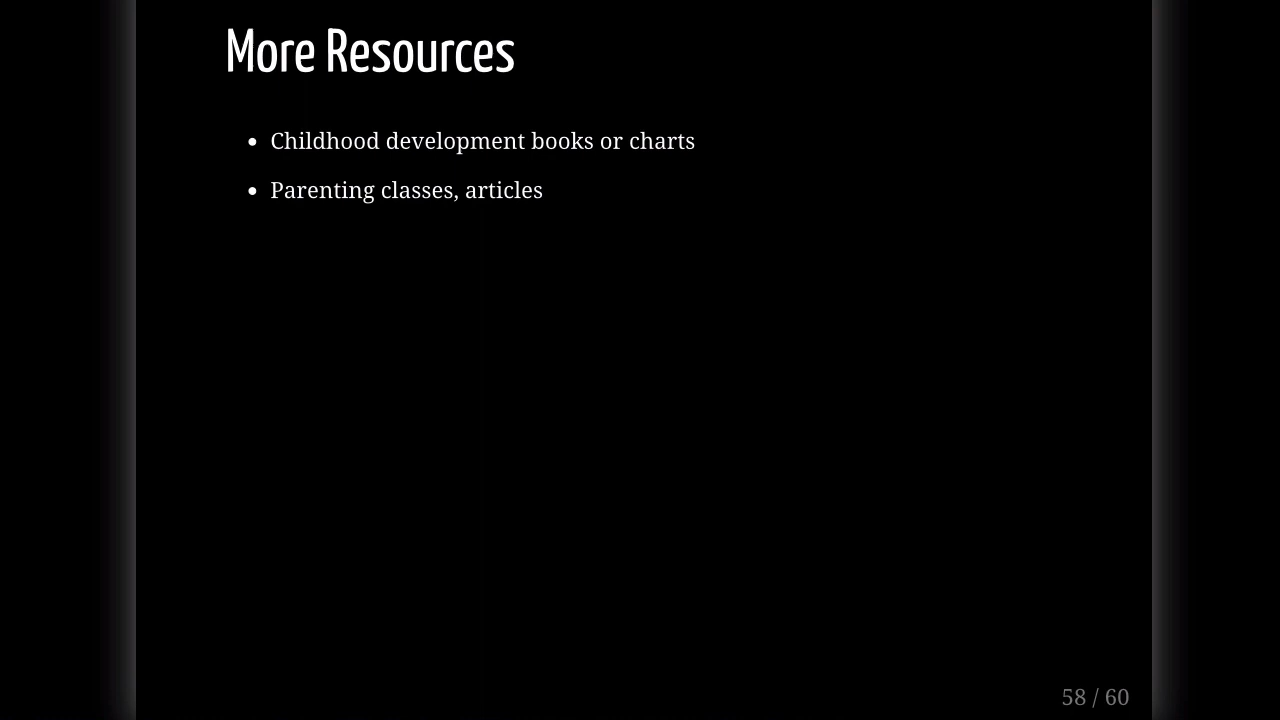 More Resources
Childhood development books or charts
Parenting classes, articles
58 / 60